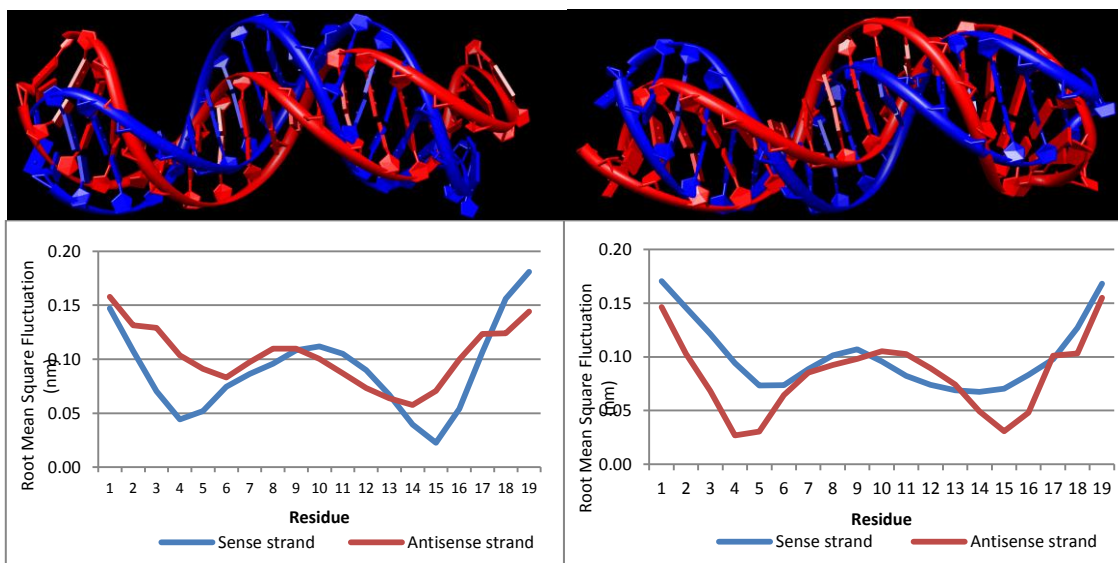 Root Mean Square Fluctuation
(nm)
0.20
0.15
0.10
0.05
0.00
1 2 3 4 5 6 7 8 9 10 11 12 13 14 15 16 17 18 19
Residue
Sense strand
Antisense strand
Root Mean Square Fluctuation
(nm)
0.20
0.15
0.10
0.05
0.00
1 2 3 4 5 6 7 8 9 10 11 12 13 14 15 16 17 18 19
Residue
Sense strand
Antisense strand